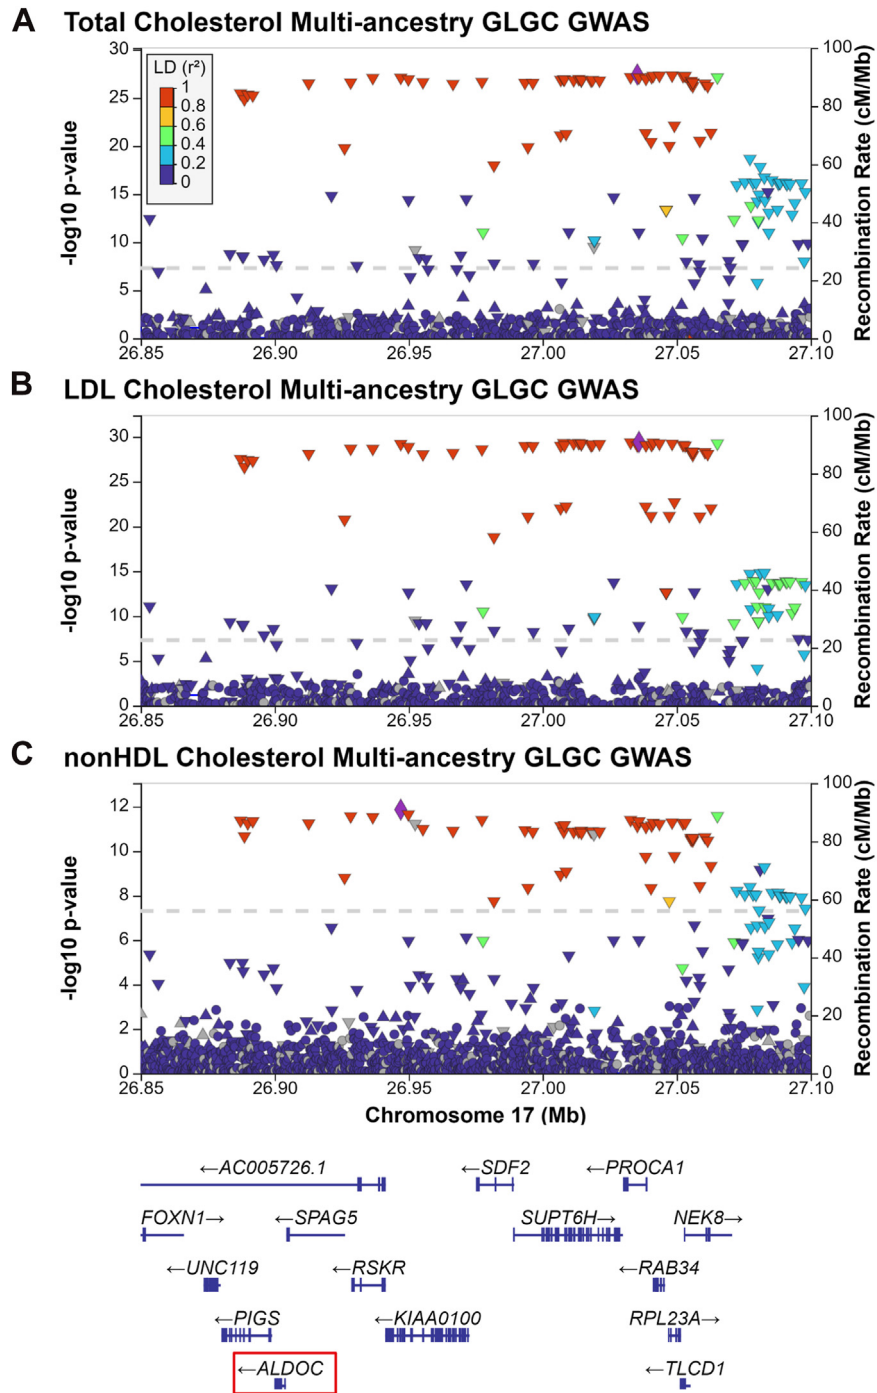 A Total Cholesterol Multi-ancestry GLGC GWAS
LD (r²)
1
0.8
0.6
0.4
0.2
0
30
25
20
15
10
5
0
-log10 p-value
100
80
60
40
20
0
Recombination Rate (cM/Mb)
26.85 26.90 26.95 27.00 27.05 27.10
B LDL Cholesterol Multi-ancestry GLGC GWAS
30
25
20
15
10
5
0
-log10 p-value
100
80
60
40
20
0
Recombination Rate (cM/Mb)
26.85 26.90 26.95 27.00 27.05 27.10
C nonHDL Cholesterol Multi-ancestry GLGC GWAS
12
10
8
6
4
2
0
-log10 p-value
100
80
60
40
20
0
Recombination Rate (cM/Mb)
26.85 26.90 26.95 27.00 27.05 27.10
Chromosome 17 (Mb)
←AC005726.1 ←SDF2 ←PROCA1
FOXN1→ ←SPAG5 SUPT6H→ NEK8→
←UNC119 ←RSKR ←RAB34
←PIGS ←KIAA0100 RPL23A→
←ALDOC ←TLCD1